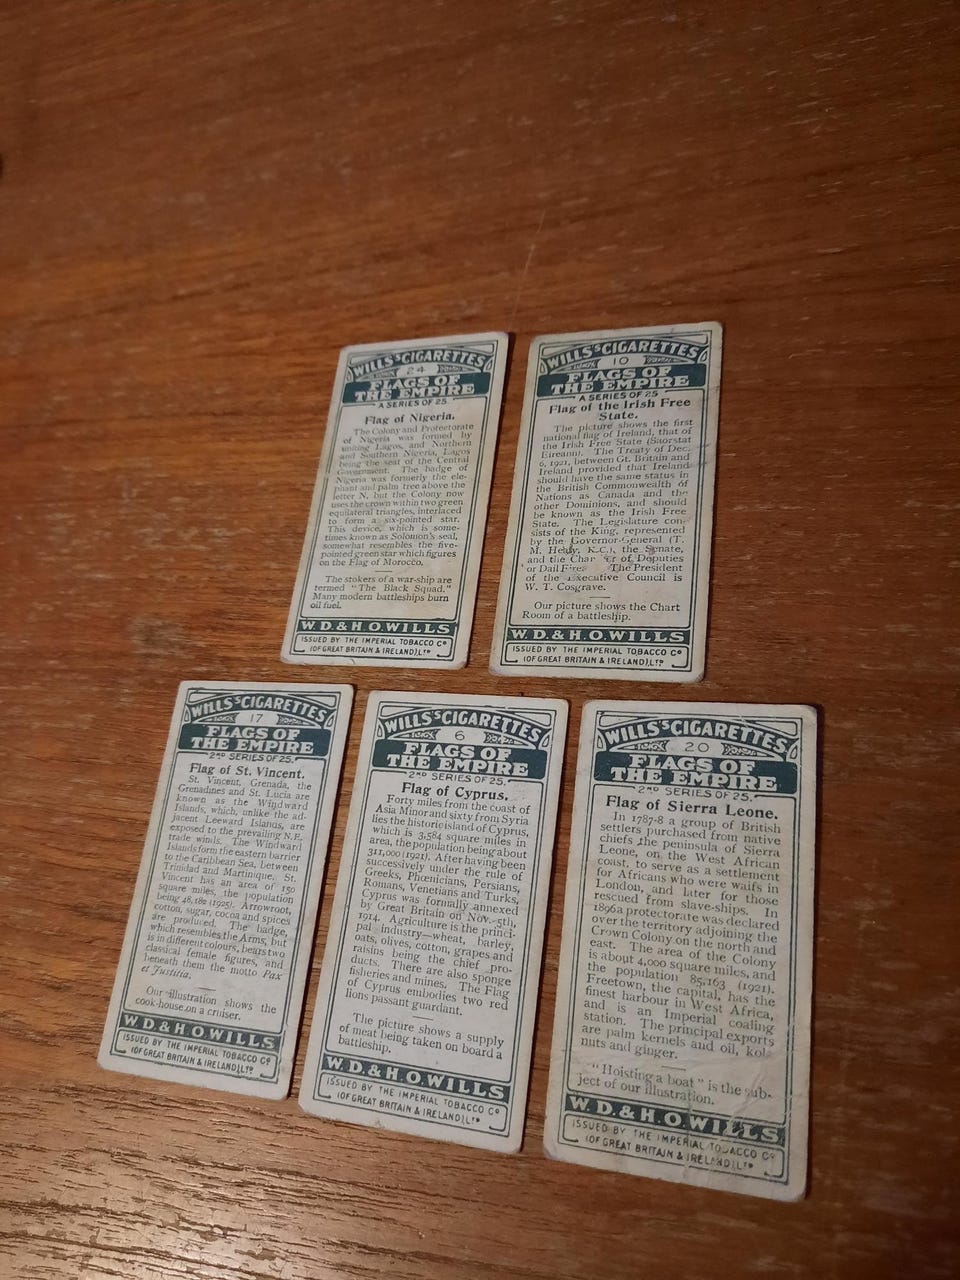 WILLS'S CIGARETTES
24
FLAGS OF
THE EMPIRE
A SERIES OF 25
Flag of Nigeria.
The Colony and Protectorate
of Nigeria was formed by
uniting Lagos, and Northern
and Southern Nigeria, Lagos
being the seat of the Central
Government. The badge of
Nigeria was formerly the ele-
phant and palm tree above the
letter N, but the Colony now
uses the crown within two green
equilateral triangles, interlaced
to form a six-pointed star.
This device, which is some-
times known as Solomon's seal,
somewhat resembles the five-
pointed green star which figures
on the Flag of Morocco.
The stokers of a war-ship are
termed "The Black Squad."
Many modern battleships burn
oil fuel.
W.D. & H.O. WILLS
ISSUED BY THE IMPERIAL TOBACCO Co
(OF GREAT BRITAIN & IRELAND), LTD
WILLS'S CIGARETTES
10
FLAGS OF
THE EMPIRE
A SERIES OF 25
Flag of the Irish Free
State.
The picture shows the first
national flag of Ireland, that of
the Irish Free State (Saorstat
Eireann). The Treaty of Dec.
6, 1921, between Gt. Britain and
Ireland provided that Ireland
should have the same status in
the British Commonwealth of
Nations as Canada and the
other Dominions, and should
be known as the Irish Free
State. The Legislature con-
sists of the King, represented
by the Governor-General (T.
M. Healy, K.C.), the Senate,
and the Chamber of Deputies
or Dail The President
of the Executive Council is
W. T. Cosgrave.
Our picture shows the Chart
Room of a battleship.
W.D. & H.O. WILLS
ISSUED BY THE IMPERIAL TOBACCO Co
(OF GREAT BRITAIN & IRELAND), LTD
WILLS'S CIGARETTES
17
FLAGS OF
THE EMPIRE
2ND SERIES OF 25.
Flag of St. Vincent.
St. Vincent, Grenada, the
Grenadines and St. Lucia are
known as the Windward
Islands, which, unlike the ad-
jacent Leeward Islands, are
exposed to the prevailing N.E.
trade winds. The Windward
Islands form the eastern barrier
to the Caribbean Sea, between
Trinidad and Martinique. St.
Vincent has an area of 150
square miles, the population
being 48,182 (1925). Arrowroot,
cotton, sugar, cocoa and spices
are produced. The badge,
which resembles the Arms, but
is in different colours, bears two
classical female figures, and
beneath them the motto Pax
et Justitia.
Our illustration shows the
cook-house on a cruiser.
W.D. & H.O. WILLS
ISSUED BY THE IMPERIAL TOBACCO Co
(OF GREAT BRITAIN & IRELAND), LTD
WILLS'S CIGARETTES
6
FLAGS OF
THE EMPIRE
2ND SERIES OF 25.
Flag of Cyprus.
Forty miles from the coast of
Asia Minor and sixty from Syria
lies the historic island of Cyprus,
which is 3,584 square miles in
area, the population being about
311,000 (1921). After having been
successively under the rule of
Greeks, Phœnicians, Persians,
Romans, Venetians and Turks,
Cyprus was formally annexed
by Great Britain on Nov. 5th,
1914. Agriculture is the princi-
pal industry—wheat, barley,
oats, olives, cotton, grapes and
raisins being the chief pro-
ducts. There are also sponge
fisheries and mines. The Flag
of Cyprus embodies two red
lions passant guardant.
The picture shows a supply
of meat being taken on board a
battleship.
W.D. & H.O. WILLS
ISSUED BY THE IMPERIAL TOBACCO Co
(OF GREAT BRITAIN & IRELAND), LTD
WILLS'S CIGARETTES
20
FLAGS OF
THE EMPIRE
2ND SERIES OF 25.
Flag of Sierra Leone.
In 1787-8 a group of British
settlers purchased from native
chiefs the peninsula of Sierra
Leone, on the West African
coast, to serve as a settlement
for Africans who were waifs in
London, and later for those
rescued from slave-ships. In
1896 a protectorate was declared
over the territory adjoining the
Crown Colony on the north and
east. The area of the Colony
is about 4,000 square miles, and
the population 85,163 (1921).
Freetown, the capital, has the
finest harbour in West Africa,
and is an Imperial coaling
station. The principal exports
are palm kernels and oil, kola
nuts and ginger.
"Hoisting a boat" is the sub-
ject of our illustration.
W.D. & H.O. WILLS
ISSUED BY THE IMPERIAL TOBACCO Co
(OF GREAT BRITAIN & IRELAND), LTD